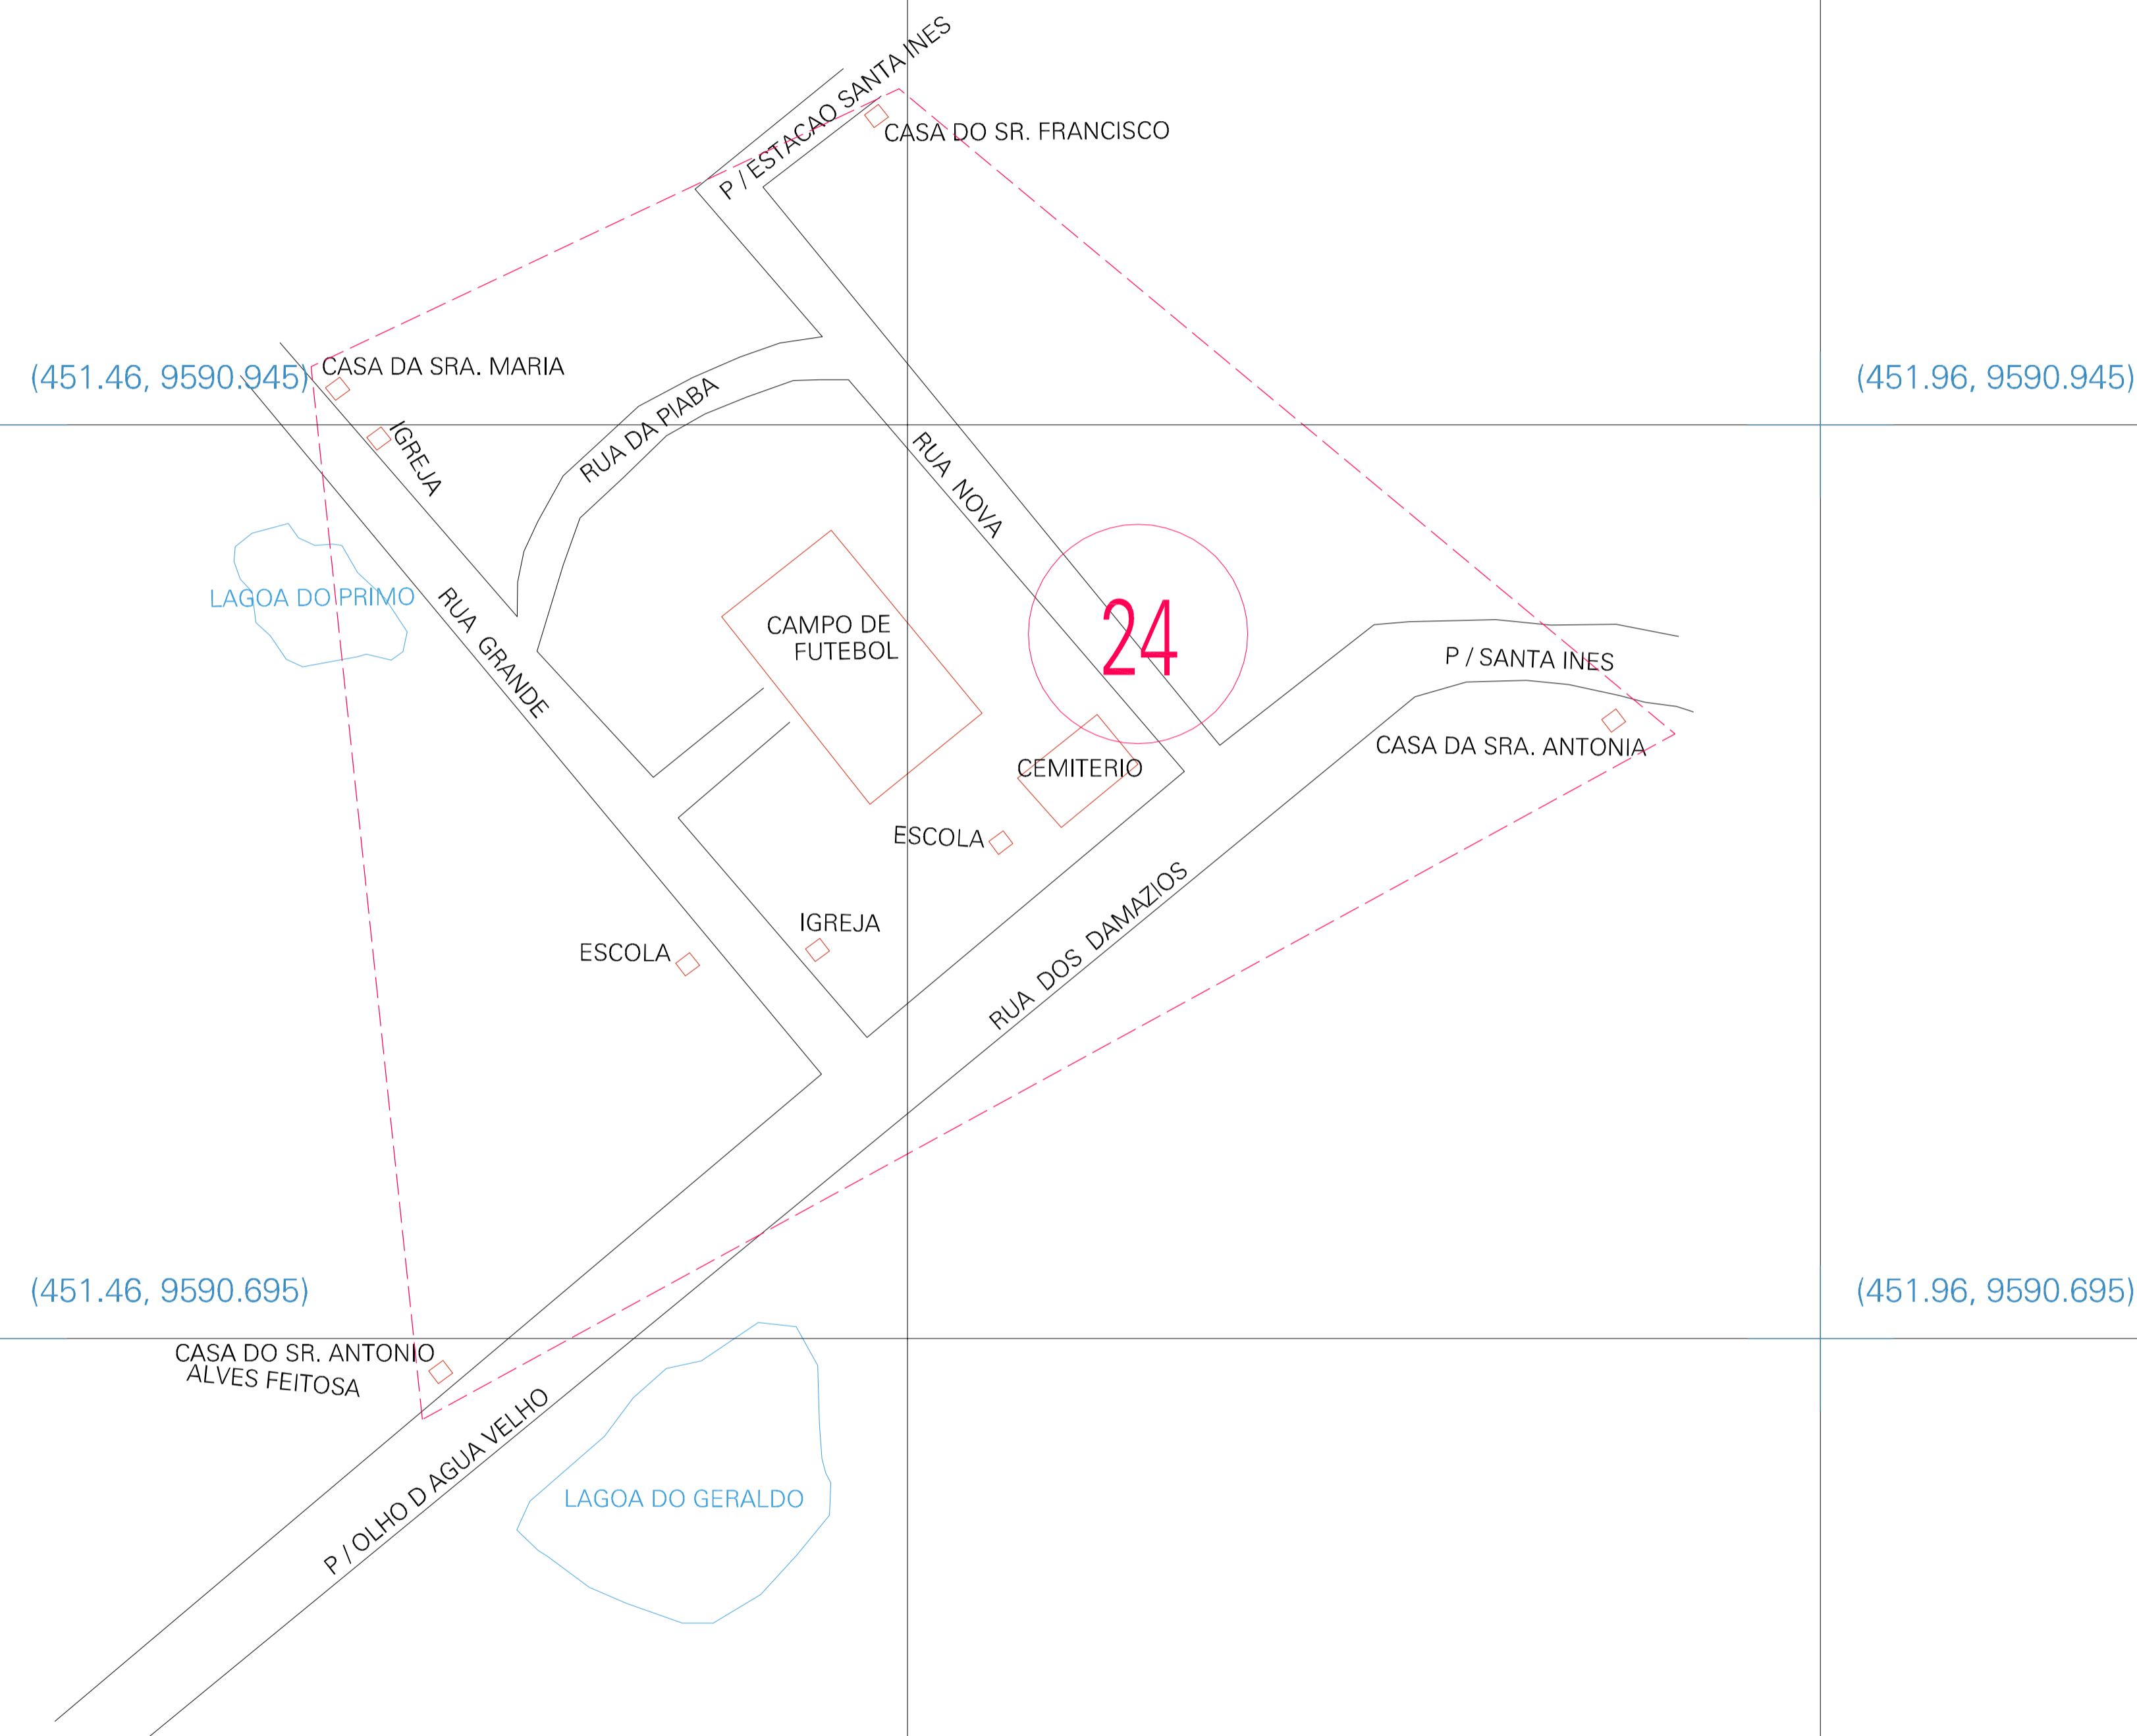 P / ESTACAO SANTA INES
CASA DO SR. FRANCISCO
(451.46, 9590.945)
CASA DA SRA. MARIA
(451.96, 9590.945)
IGREJA
RUA DA PIABA
RUA NOVA
LAGOA DO PRIMO
RUA GRANDE
CAMPO DE
FUTEBOL
24
P / SANTA INES
CASA DA SRA. ANTONIA
CEMITERIO
ESCOLA
IGREJA
ESCOLA
RUA DOS DAMAZIOS
(451.46, 9590.695)
(451.96, 9590.695)
CASA DO SR. ANTONIO
ALVES FEITOSA
P / OLHO D AGUA VELHO
LAGOA DO GERALDO